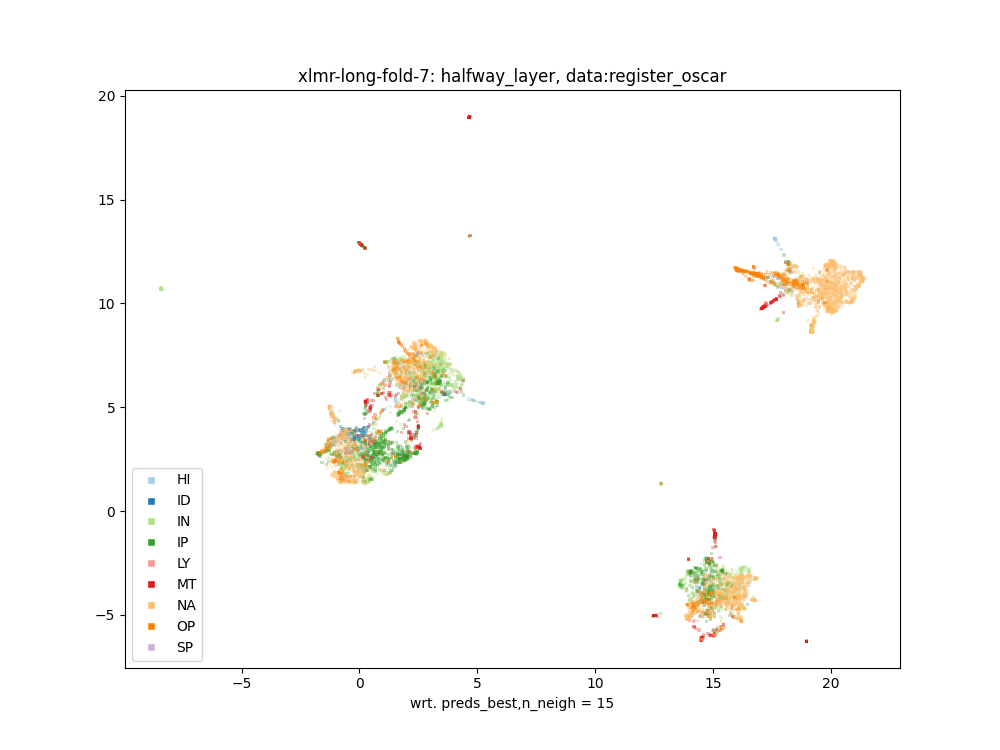 xlmr-long-fold-7: halfway_layer, data:register_oscar
20
15
10
5
0
−5
HI
ID
IN
IP
LY
MT
NA
OP
SP
−5 0 5 10 15 20
wrt. preds_best,n_neigh = 15